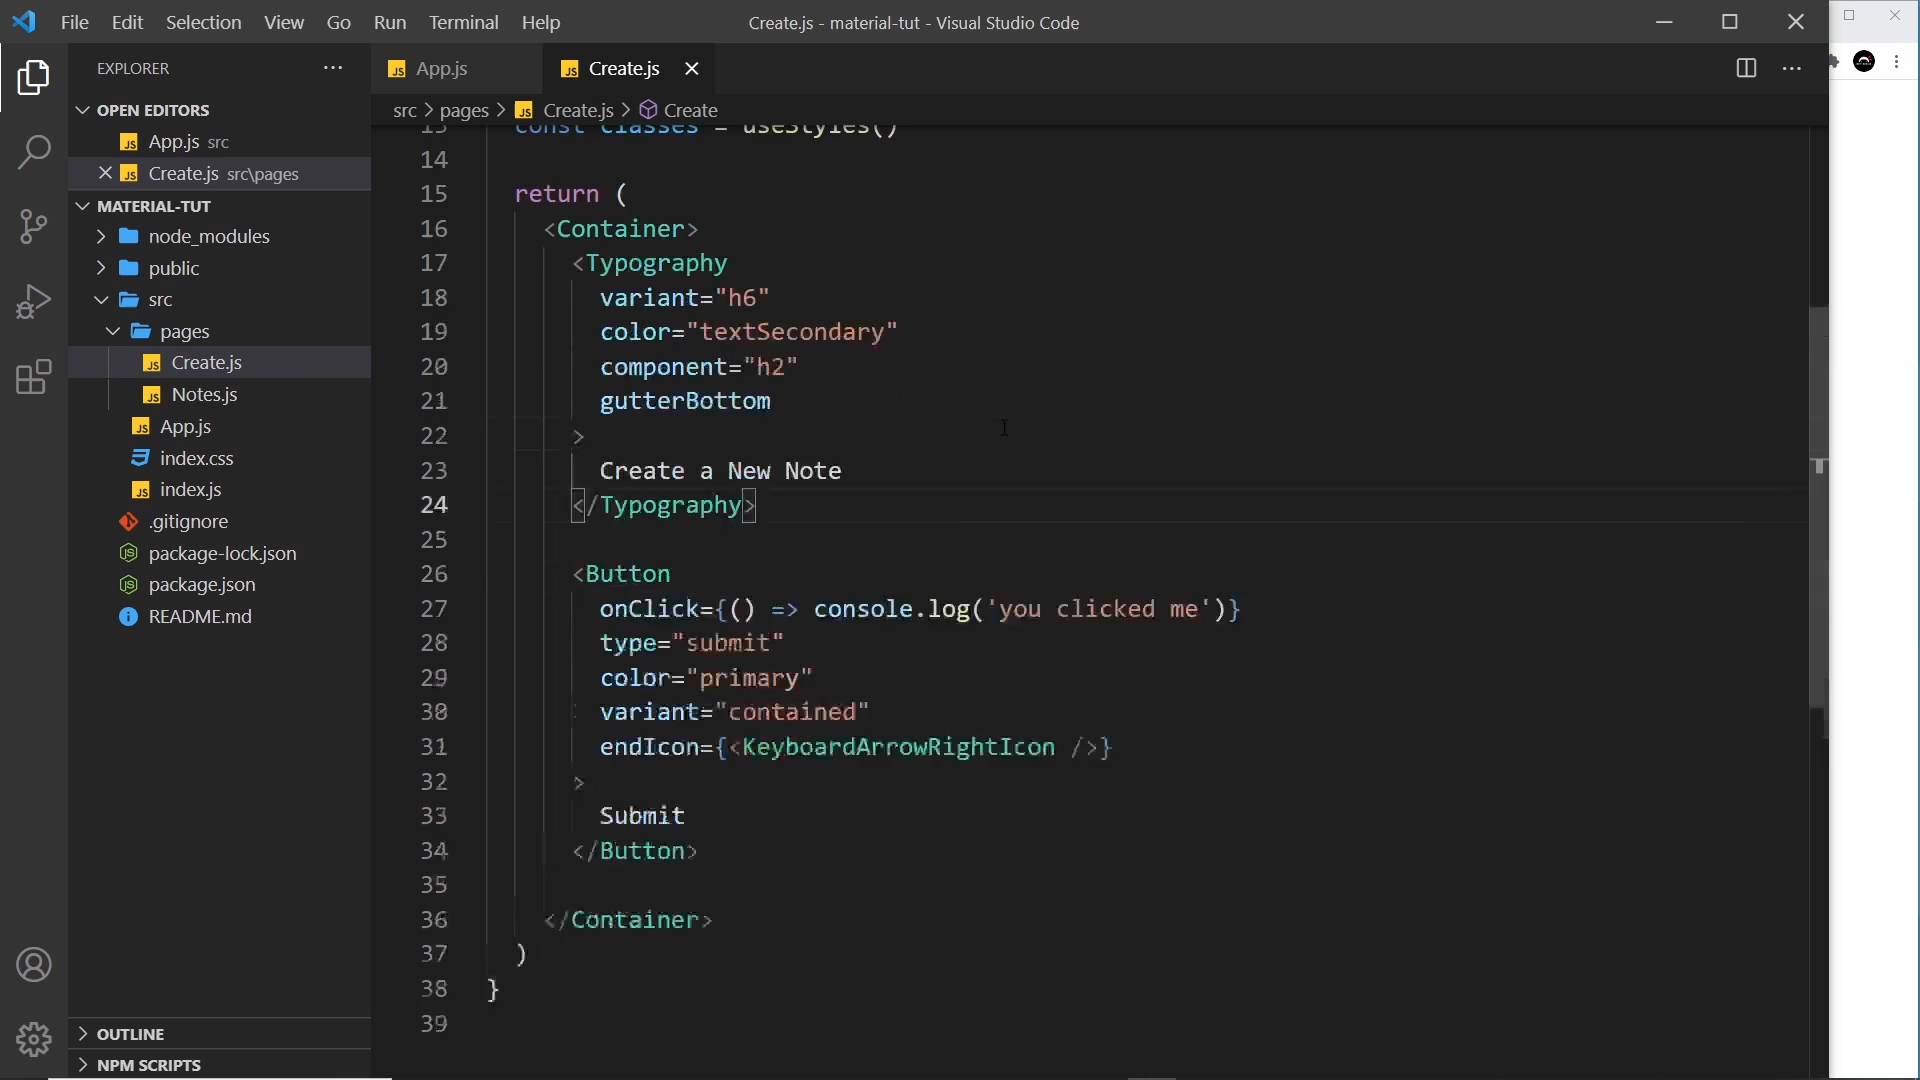 File Edit Selection View Go Run Terminal Help
Create.js - material-tut - Visual Studio Code
EXPLORER
OPEN EDITORS
App.js src
Create.js src\pages
MATERIAL-TUT
node_modules
public
src
pages
Create.js
Notes.js
App.js
index.css
index.js
.gitignore
package-lock.json
package.json
README.md
OUTLINE
NPM SCRIPTS
App.js
Create.js
src > pages > Create.js > Create
13 const classes = useStyles()
14
15 return (
16 <Container>
17 <Typography
18 variant="h6"
19 color="textSecondary"
20 component="h2"
21 gutterBottom
22 >
23 Create a New Note
24 </Typography>
25
26 <Button
27 onClick={() => console.log('you clicked me')}
28 type="submit"
29 color="primary"
30 variant="contained"
31 endIcon={<KeyboardArrowRightIcon />}
32 >
33 Submit
34 </Button>
35
36 </Container>
37 )
38 }
39